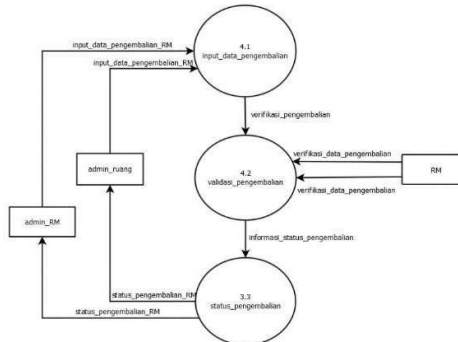 input_data_pengembalian_RM
input_data_pengembalian_RM
4.1
input_data_pengembalian
verifikasi_pengembalian
admin_ruang
4.2
validasi_pengembalian
verifikasi_data_pengembalian
RM
verifikasi_data_pengembalian
admin_RM
informasi_status_pengembalian
3.3
status_pengembalian
status_pengembalian_RM
status_pengembalian_RM